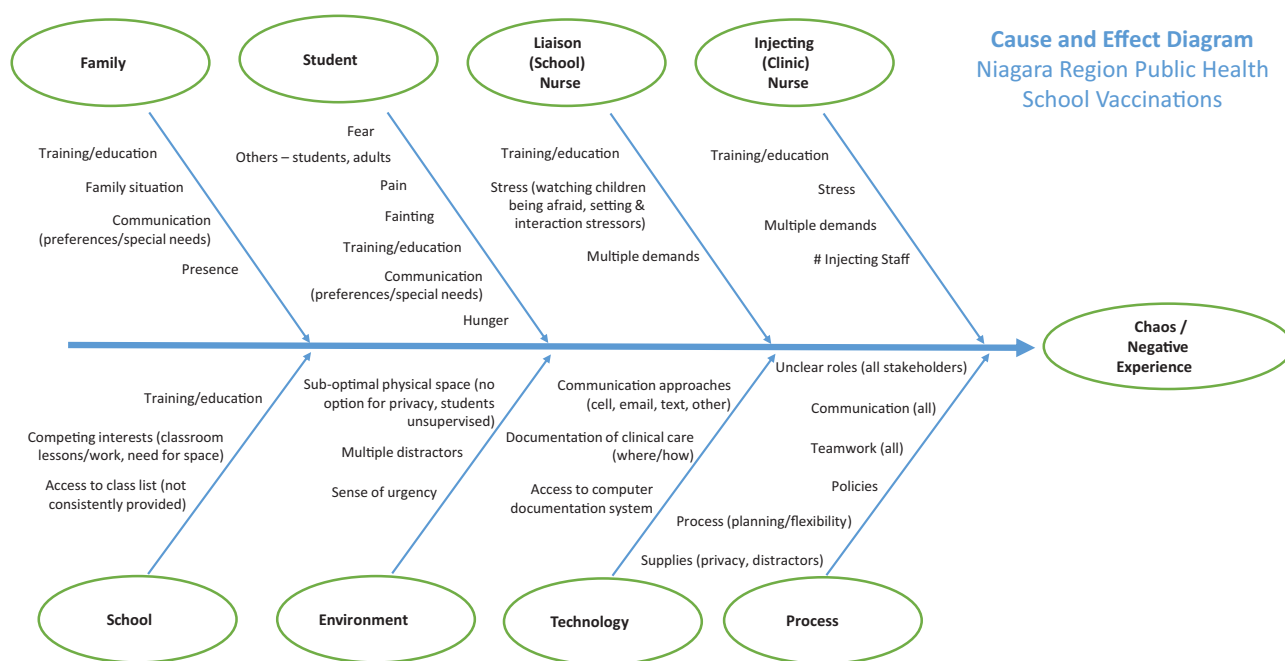 Cause and Effect Diagram
Niagara Region Public Health
School Vaccinations
Family
Student
Liaison
(School)
Nurse
Injecting
(Clinic)
Nurse
Training/education
Family situation
Communication
(preferences/special needs)
Presence
Fear
Others – students, adults
Pain
Fainting
Training/education
Communication
(preferences/special needs)
Hunger
Training/education
Stress (watching children
being afraid, setting &
interaction stressors)
Multiple demands
Training/education
Stress
Multiple demands
# Injecting Staff
Chaos /
Negative
Experience
Training/education
Competing interests (classroom
lessons/work, need for space)
Access to class list (not
consistently provided)
Sub-optimal physical space (no
option for privacy, students
unsupervised)
Multiple distractors
Sense of urgency
Communication approaches
(cell, email, text, other)
Documentation of clinical care
(where/how)
Access to computer
documentation system
Unclear roles (all stakeholders)
Communication (all)
Teamwork (all)
Policies
Process (planning/flexibility)
Supplies (privacy, distractors)
School
Environment
Technology
Process